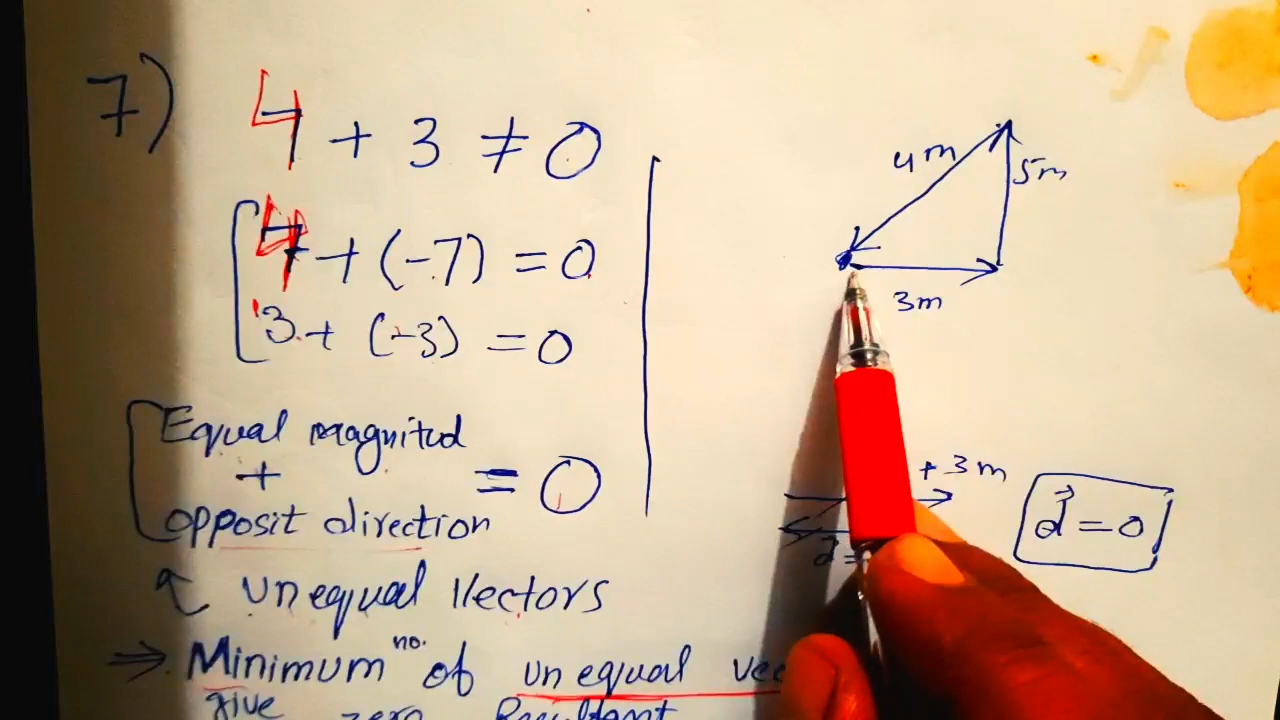 7)
4 + 3 ≠ 0
+ (-7) = 0
3 + (-3) = 0
Equal magnitud
+
= 0
opposit direction
2 unequal Vectors
⇒ Minimum no. of unequal vec
give zero Resultant
4m
5m
3m
+ 3m
d⃗ = 0